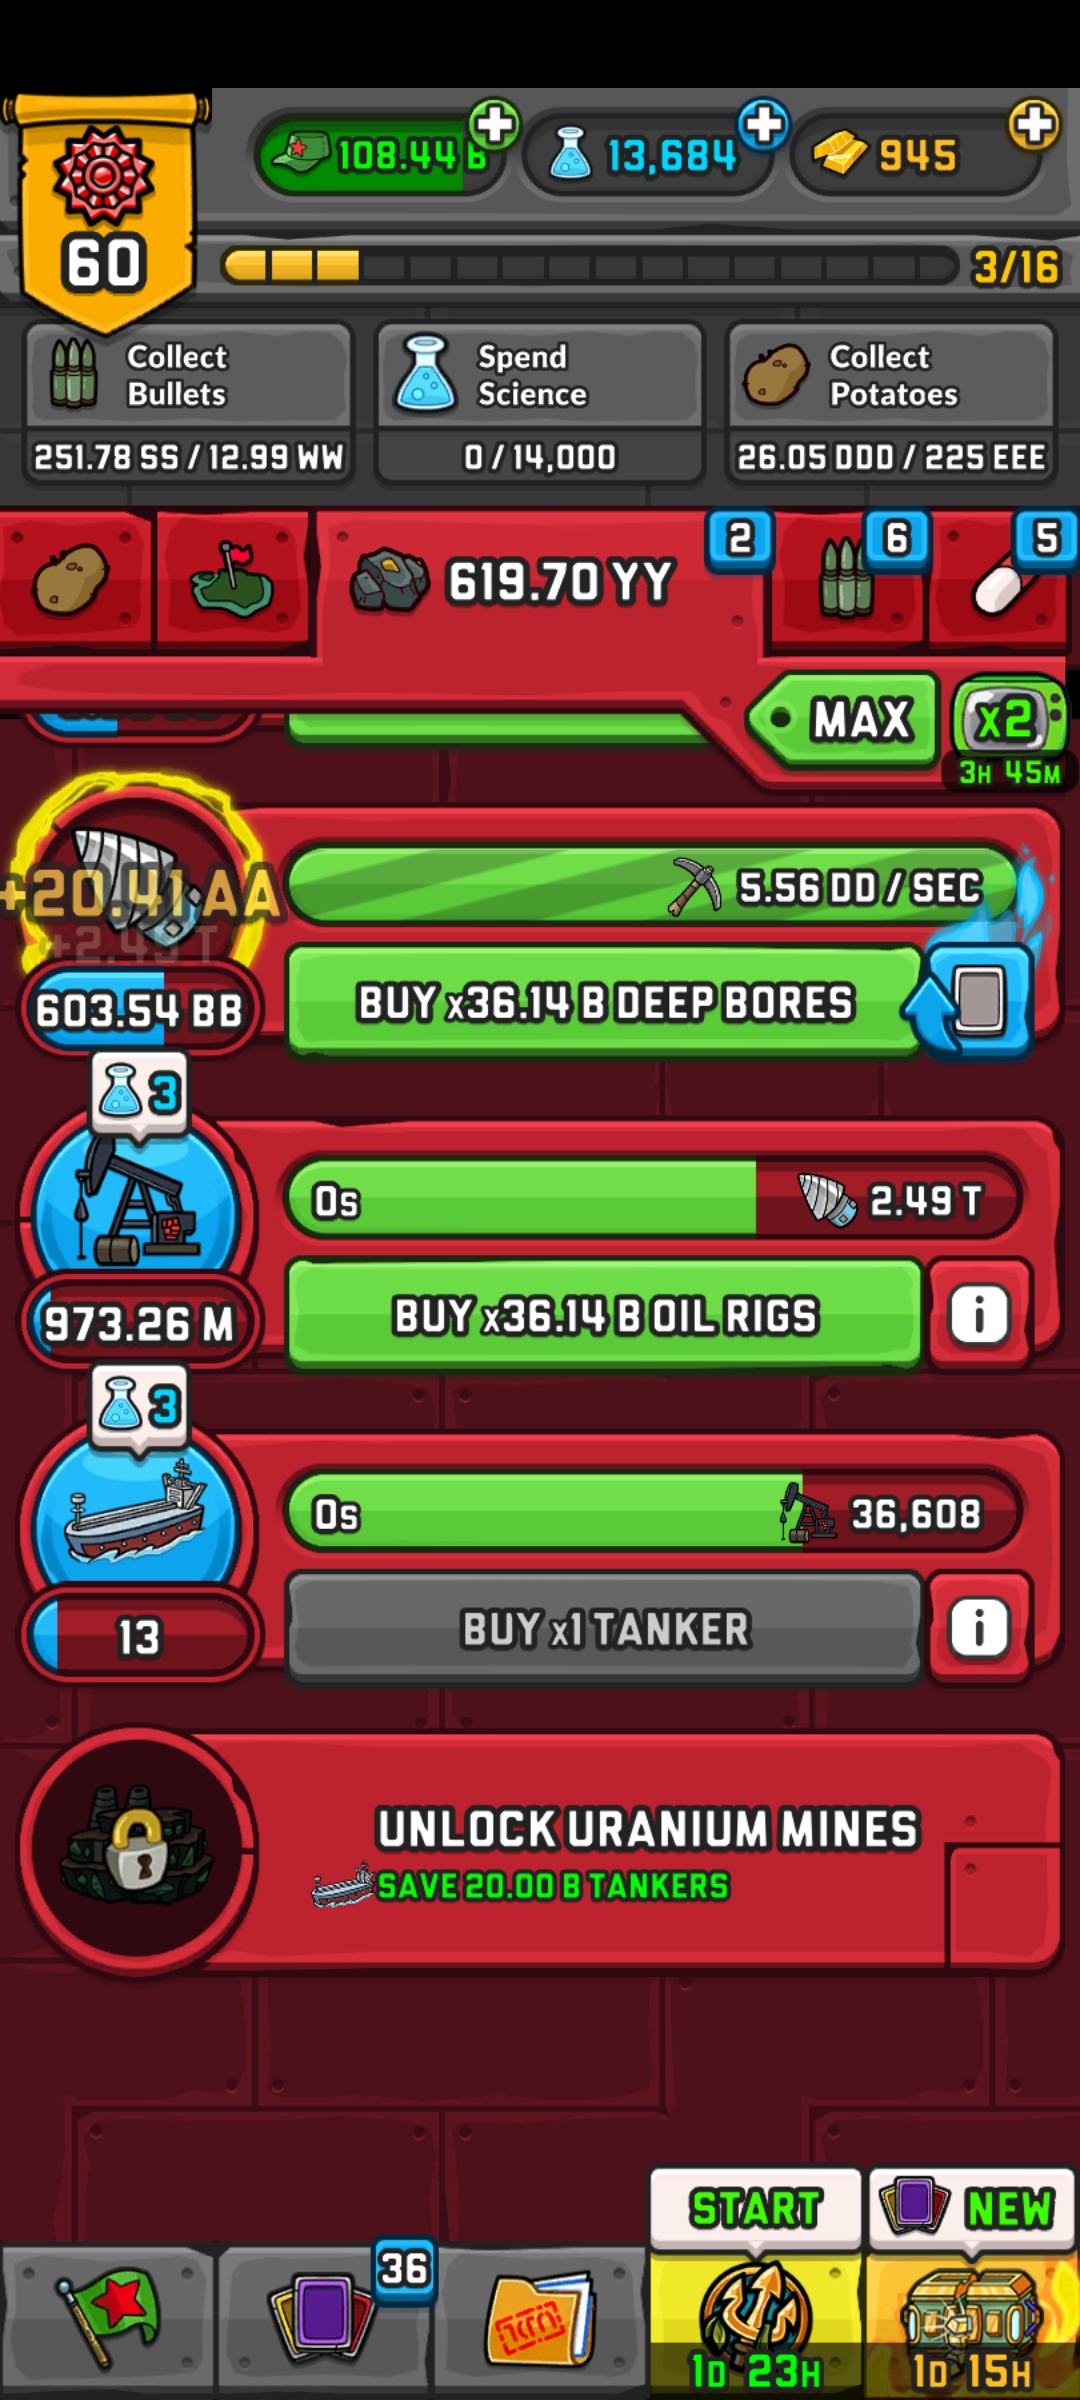 108.44 B
13,684
945
60
3/16
Collect
Bullets
251.78 SS / 12.99 WW
Spend
Science
0 / 14,000
Collect
Potatoes
26.05 DDD / 225 EEE
619.70 YY
2
6
5
MAX
x2
3H 45M
+20.41 AA
5.56 DD / SEC
603.54 BB
BUY x36.14 B DEEP BORES
3
0s
2.49 T
973.26 M
BUY x36.14 B OIL RIGS
i
3
0s
36,608
13
BUY x1 TANKER
i
UNLOCK URANIUM MINES
SAVE 20.00 B TANKERS
START
NEW
36
1D 23H
1D 15H